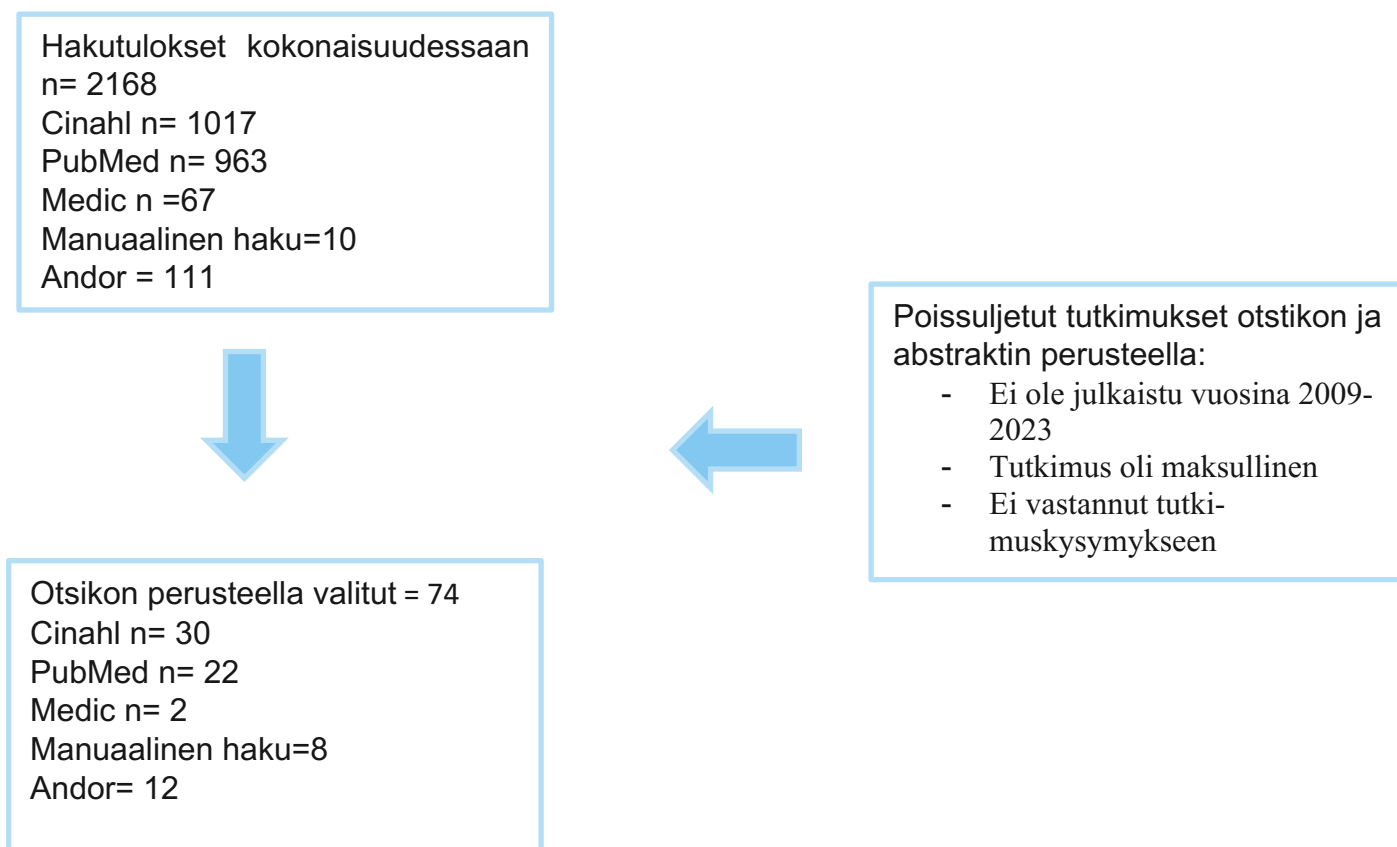 Hakutulokset kokonaisuudessaan
n= 2168
Cinahl n= 1017
PubMed n= 963
Medic n =67
Manuaalinen haku=10
Andor = 111
Poissuljetut tutkimukset otstikon ja
abstraktin perusteella:
- Ei ole julkaistu vuosina 2009-
2023
- Tutkimus oli maksullinen
- Ei vastannut tutki-
muskysymykseen
Otsikon perusteella valitut = 74
Cinahl n= 30
PubMed n= 22
Medic n= 2
Manuaalinen haku=8
Andor= 12